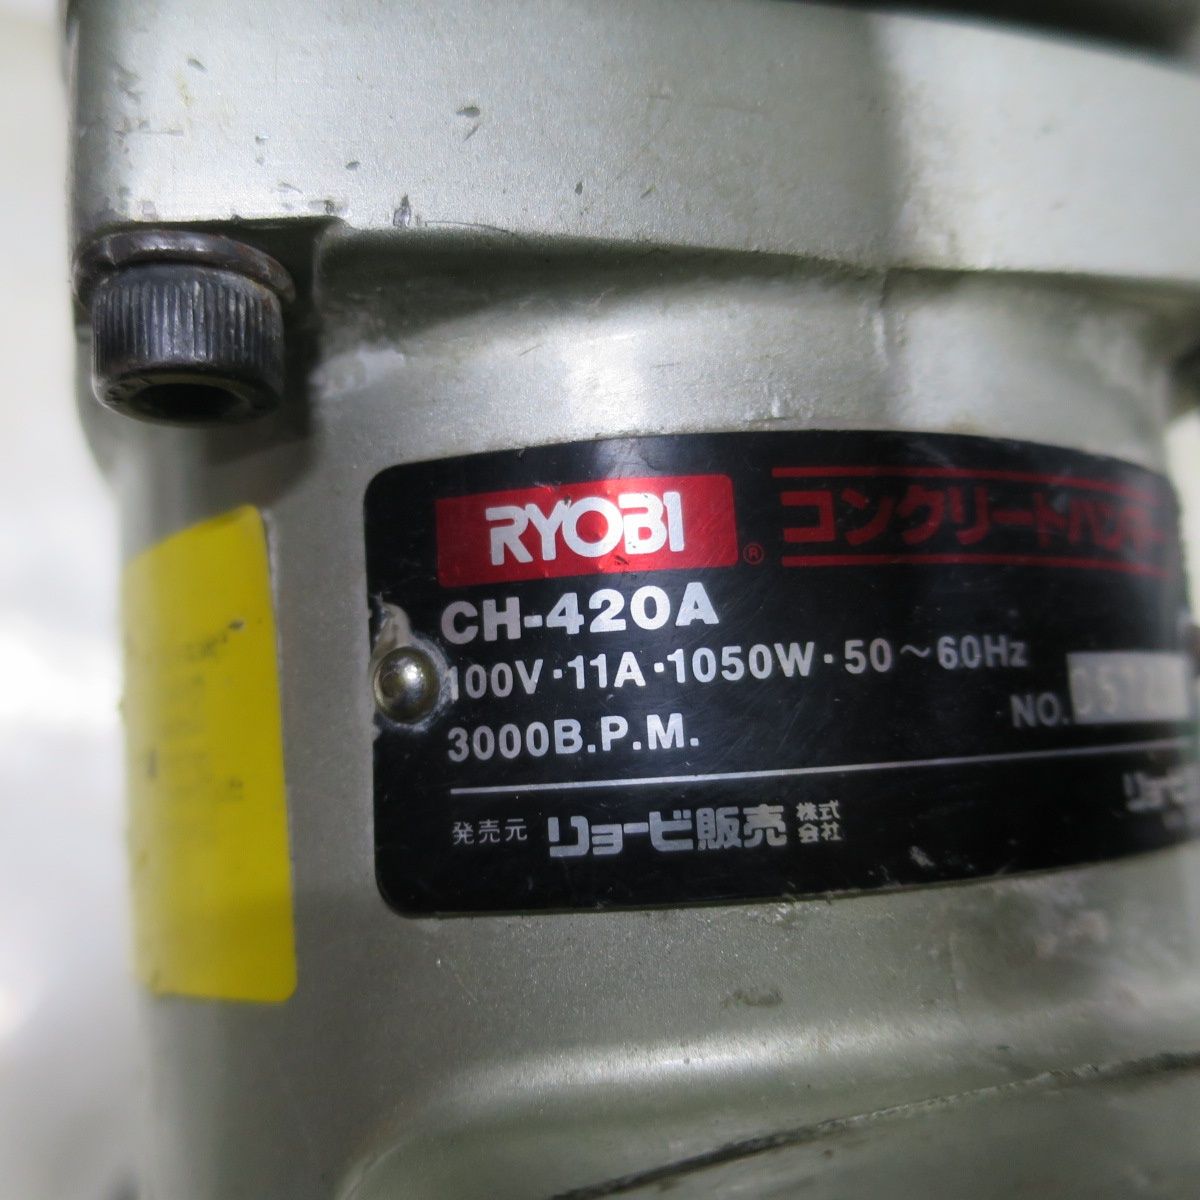 RYOBI ® コンクリートハンマー
CH-420A
100V・11A・1050W・50～60Hz
NO.
3000B.P.M.
発売元 リョービ販売 株式会社